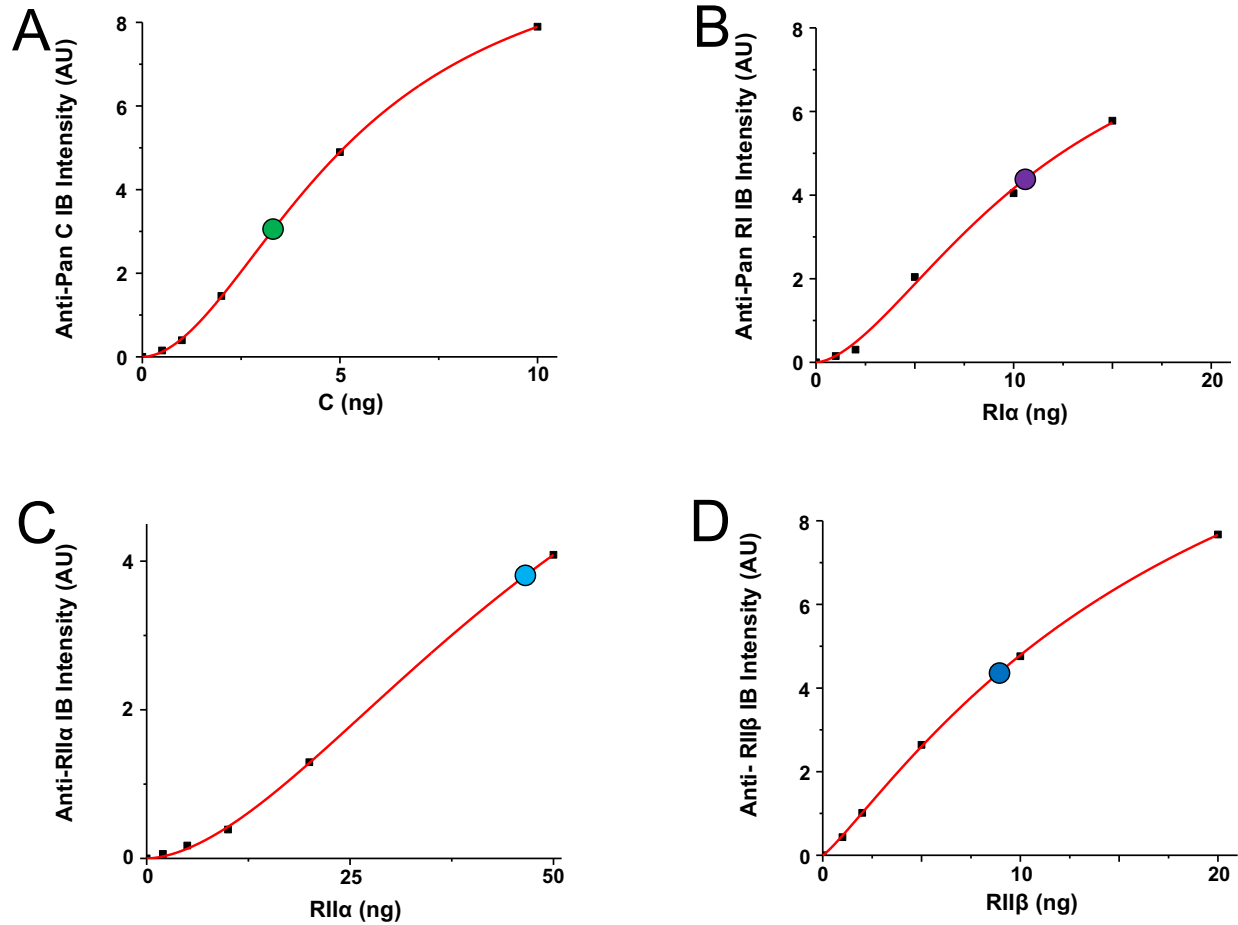 A
Anti-Pan C IB Intensity (AU)
8
6
4
2
0
0 5 10
C (ng)
B
Anti-Pan RI IB Intensity (AU)
8
6
4
2
0
0 10 20
RIα (ng)
C
Anti-RIIα IB Intensity (AU)
4
2
0
0 25 50
RIIα (ng)
D
Anti- RIIβ IB Intensity (AU)
8
6
4
2
0
0 10 20
RIIβ (ng)